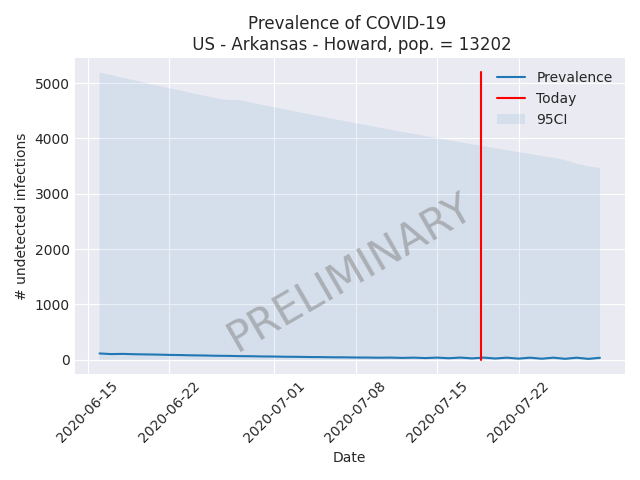 Prevalence of COVID-19
US - Arkansas - Howard, pop. = 13202
Prevalence
Today
95CI
5000
4000
3000
2000
1000
0
# undetected infections
PRELIMINARY
2020-06-15
2020-06-22
2020-07-01
2020-07-08
2020-07-15
2020-07-22
Date